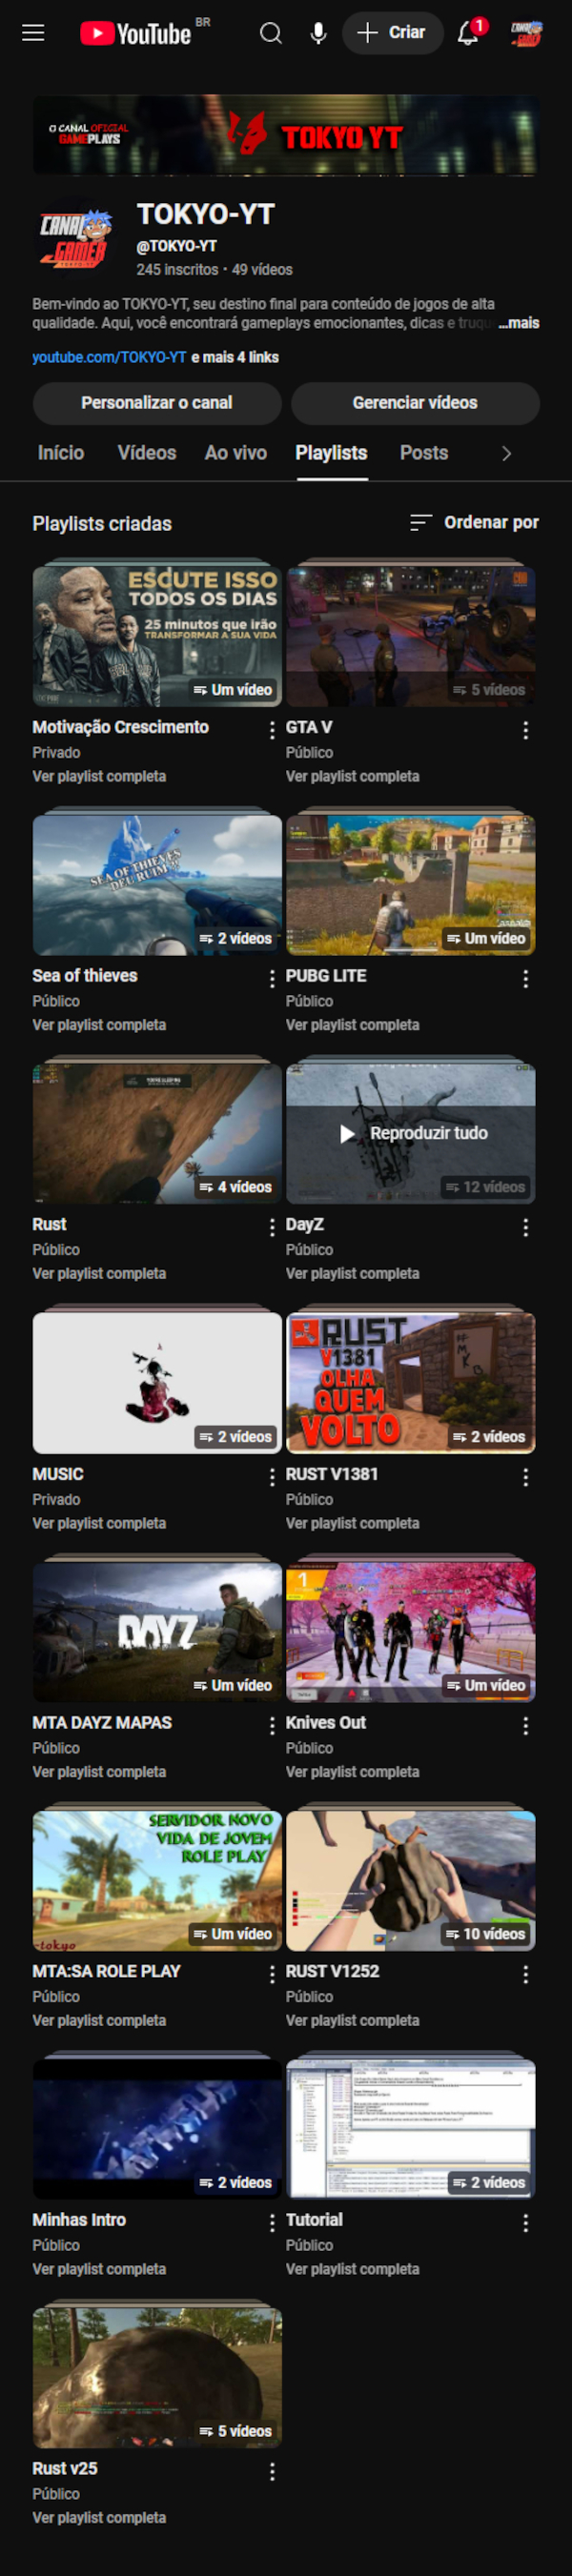 YouTube BR
Criar
1
O CANAL OFICIAL
GAMEPLAYS
TOKYO YT
CANAL
GAMER
TOKYO-YT
@TOKYO-YT
245 inscritos • 49 vídeos
Bem-vindo ao TOKYO-YT, seu destino final para conteúdo de jogos de alta
qualidade. Aqui, você encontrará gameplays emocionantes, dicas e truqu ...mais
youtube.com/TOKYO-YT e mais 4 links
Personalizar o canal
Gerenciar vídeos
Início Vídeos Ao vivo Playlists Posts
Playlists criadas
Ordenar por
ESCUTE ISSO
TODOS OS DIAS
25 minutos que irão
TRANSFORMAR A SUA VIDA
Um vídeo
5 vídeos
Motivação Crescimento
Privado
Ver playlist completa
GTA V
Público
Ver playlist completa
SEA OF THIEVES
DEU RUIM
2 vídeos
Um vídeo
Sea of thieves
Público
Ver playlist completa
PUBG LITE
Público
Ver playlist completa
4 vídeos
Reproduzir tudo
12 vídeos
Rust
Público
Ver playlist completa
DayZ
Público
Ver playlist completa
2 vídeos
RUST
V1381
OLHA
QUEM
VOLTO
2 vídeos
MUSIC
Privado
Ver playlist completa
RUST V1381
Público
Ver playlist completa
DAYZ
Um vídeo
1
Um vídeo
MTA DAYZ MAPAS
Público
Ver playlist completa
Knives Out
Público
Ver playlist completa
SERVIDOR NOVO
VIDA DE JOVEM
ROLE PLAY
tokyo
Um vídeo
10 vídeos
MTA:SA ROLE PLAY
Público
Ver playlist completa
RUST V1252
Público
Ver playlist completa
2 vídeos
2 vídeos
Minhas Intro
Público
Ver playlist completa
Tutorial
Público
Ver playlist completa
5 vídeos
Rust v25
Público
Ver playlist completa